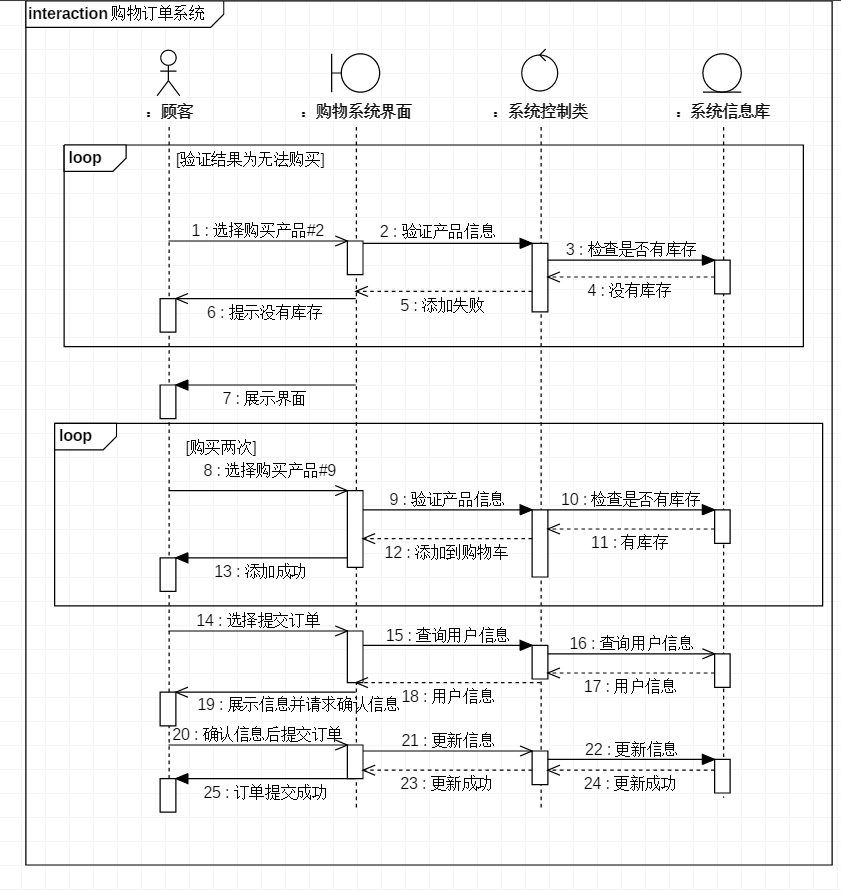 interaction 购物订单系统
：顾客
：购物系统界面
：系统控制类
：系统信息库
loop
[验证结果为无法购买]
1 : 选择购买产品#2
2 : 验证产品信息
3 : 检查是否有库存
4 : 没有库存
5 : 添加失败
6 : 提示没有库存
7 : 展示界面
loop
[购买两次]
8 : 选择购买产品#9
9 : 验证产品信息
10 : 检查是否有库存
11 : 有库存
12 : 添加到购物车
13 : 添加成功
14 : 选择提交订单
15 : 查询用户信息
16 : 查询用户信息
17 : 用户信息
18 : 用户信息
19 : 展示信息并请求确认信息
20 : 确认信息后提交订单
21 : 更新信息
22 : 更新信息
23 : 更新成功
24 : 更新成功
25 : 订单提交成功